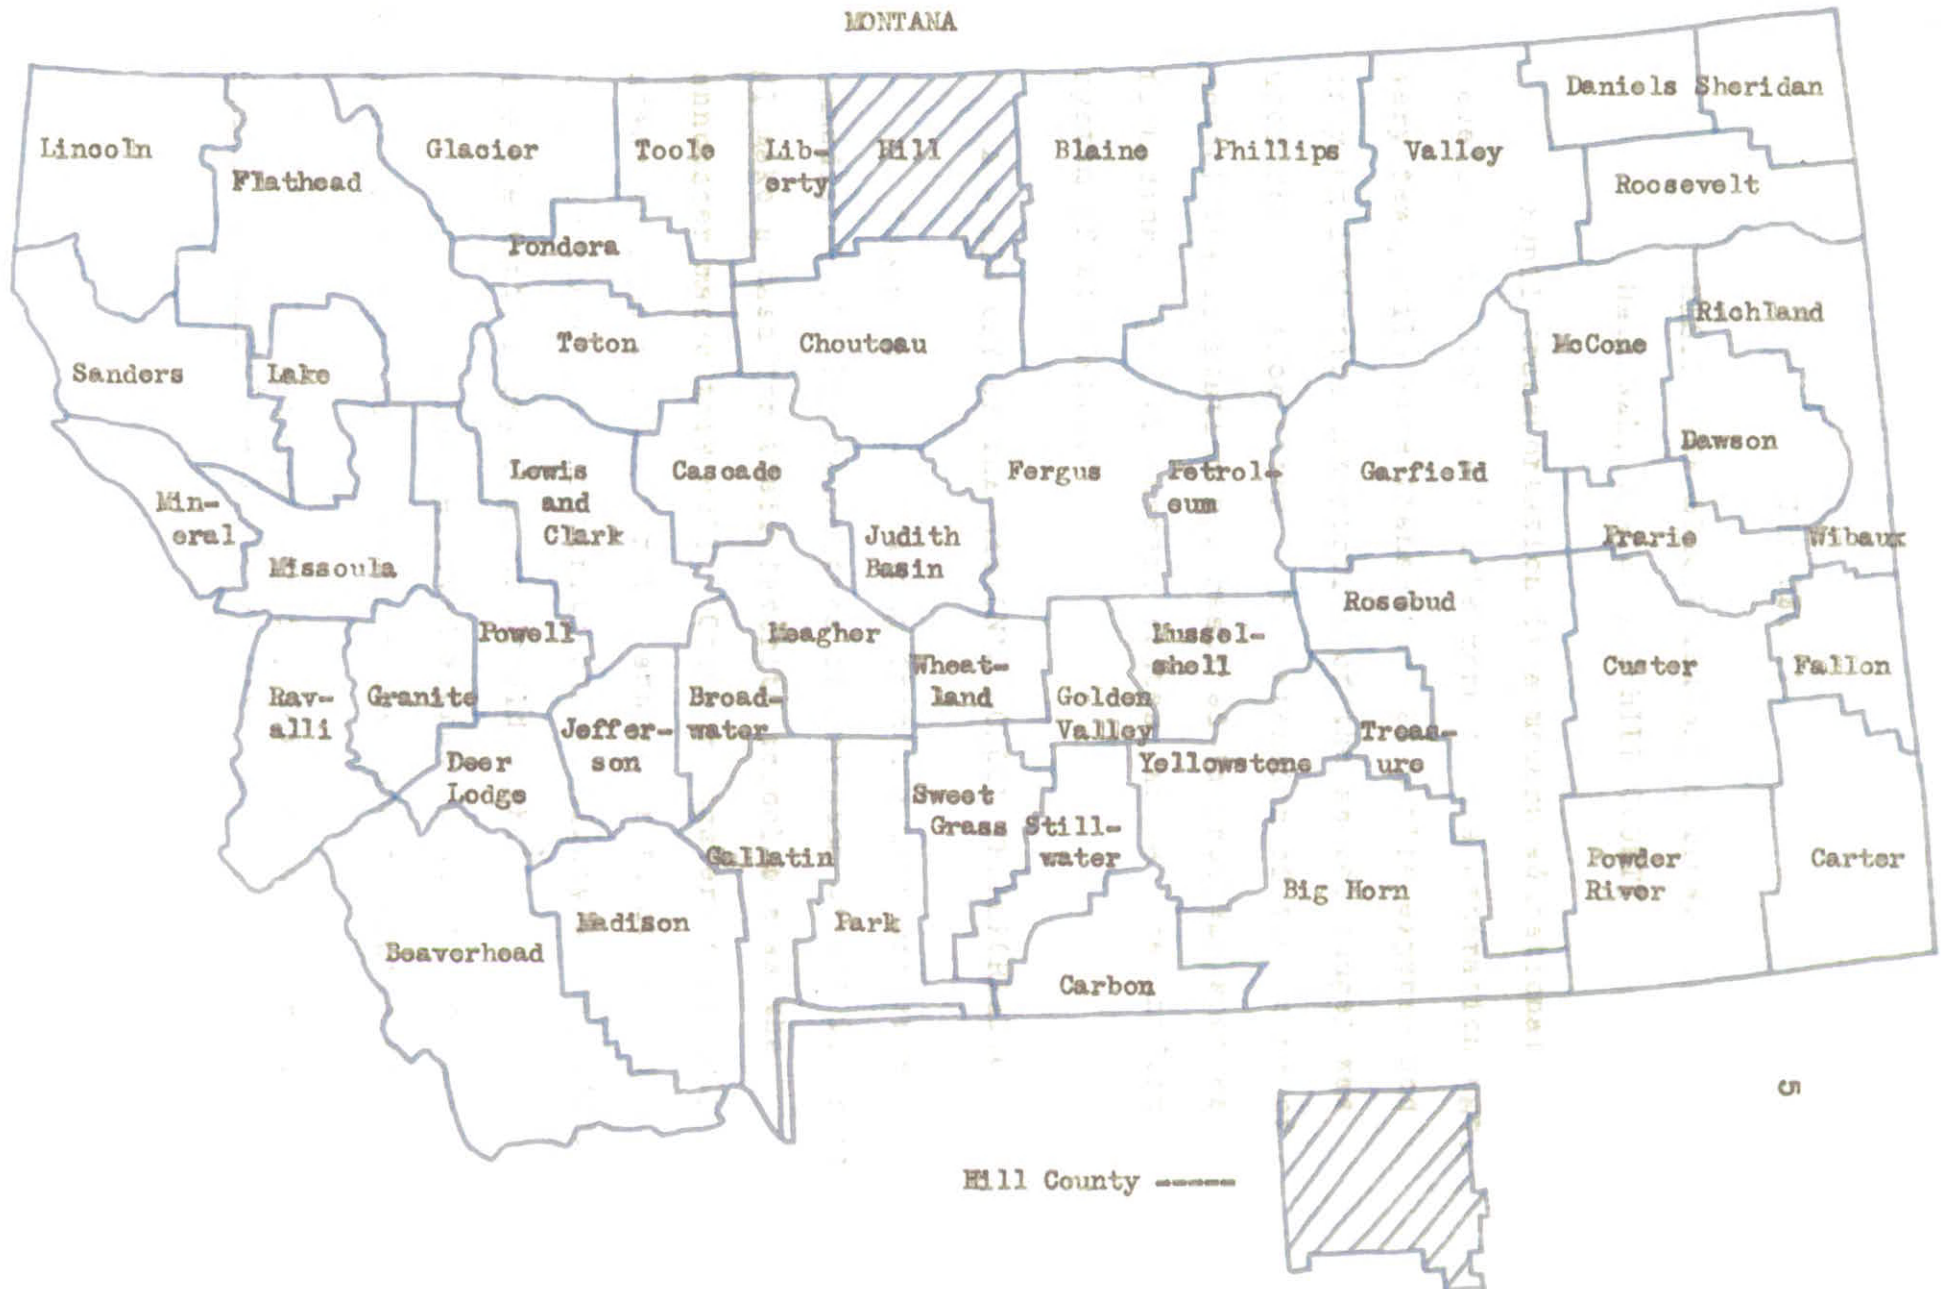 MONTANA
Daniels Sheridan
Lincoln
Glacier
Toole
Lib-
erty
Hill
Blaine
Phillips
Valley
Flathead
Roosevelt
Pondera
Richland
Teton
Chouteau
McCone
Sanders
Lake
Dawson
Lewis
and
Clark
Cascade
Fergus
Petrol-
eum
Garfield
Min-
eral
Judith
Basin
Prarie
Wibaux
Missoula
Rosebud
Powell
Meagher
Mussel-
shell
Wheat-
land
Custer
Fallon
Rav-
alli
Granite
Broad-
water
Golden
Valley
Jeffer-
son
Treas-
ure
Deer
Lodge
Yellowstone
Sweet
Grass
Still-
water
Gallatin
Powder
River
Carter
Big Horn
Madison
Park
Beaverhead
Carbon
5
Hill County -----